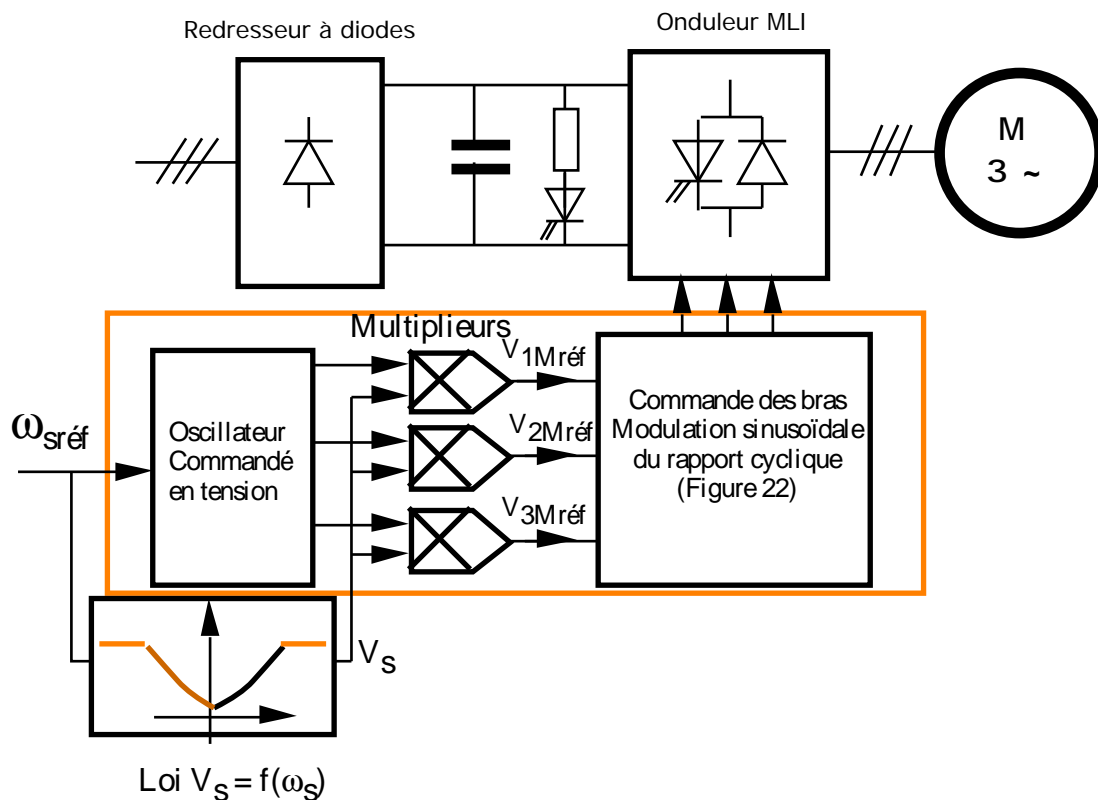 Redresseur à diodes
Onduleur MLI
M
3 ~
Multiplieurs
V1Mréf
V2Mréf
V3Mréf
ωsréf
Oscillateur
Commandé
en tension
Commande des bras
Modulation sinusoïdale
du rapport cyclique
(Figure 22)
Vs
Loi Vs = f(ωs)